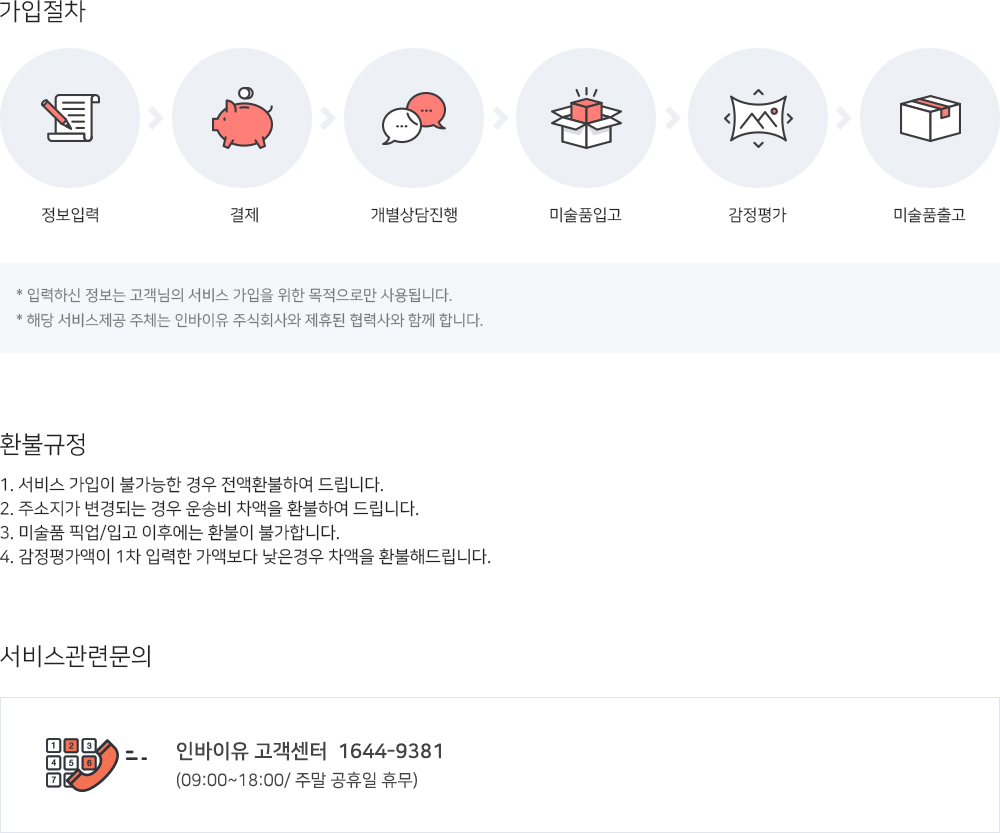 가입절차
정보입력 결제 개별상담진행 미술품입고 감정평가 미술품출고
* 입력하신 정보는 고객님의 서비스 가입을 위한 목적으로만 사용됩니다.
* 해당 서비스제공 주체는 인바이유 주식회사와 제휴된 협력사와 함께 합니다.
환불규정
1. 서비스 가입이 불가능한 경우 전액환불하여 드립니다.
2. 주소지가 변경되는 경우 운송비 차액을 환불하여 드립니다.
3. 미술품 픽업/입고 이후에는 환불이 불가합니다.
4. 감정평가액이 1차 입력한 가액보다 낮은경우 차액을 환불해드립니다.
서비스관련문의
1 2 3
4 5 6
7
인바이유 고객센터 1644-9381
(09:00~18:00/ 주말 공휴일 휴무)